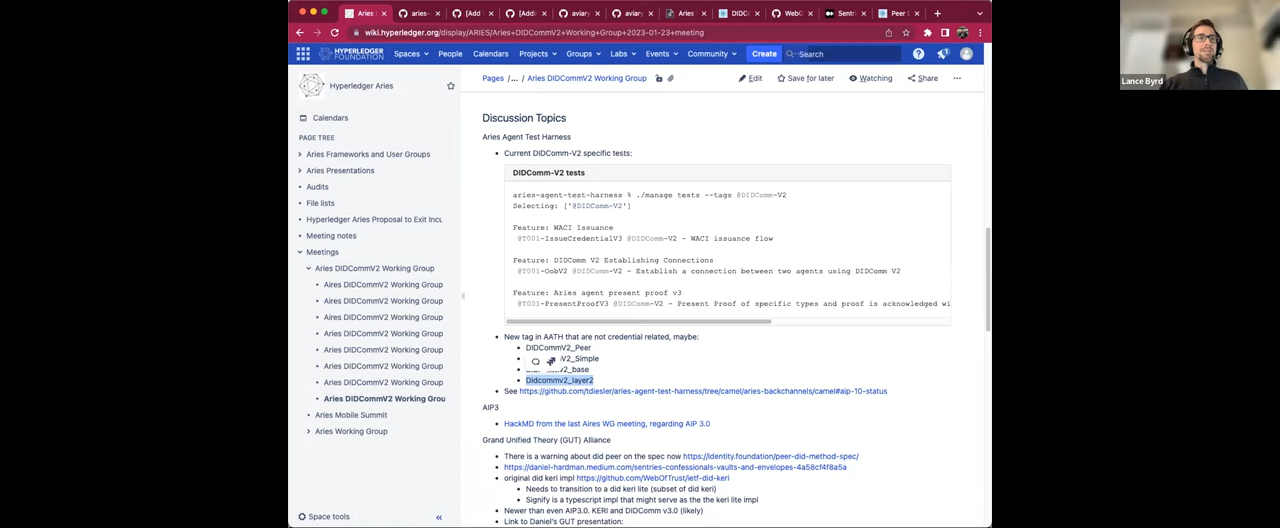 Aries
aries-
[Add
[Addi
aviary
aviary
Aries
DIDC
WebO
Sentri
Peer
wiki.hyperledger.org/display/ARIES/Aries+DIDCommV2+Working+Group+2023-01-23+meeting
HYPERLEDGER FOUNDATION Spaces People Calendars Projects Groups Labs Events Community Create Search
Lance Byrd
Hyperledger Aries
Pages /... / Aries DIDCommV2 Working Group
Edit Save for later Watching Share
Calendars
PAGE TREE
Aries Frameworks and User Groups
Aries Presentations
Audits
File lists
Hyperledger Aries Proposal to Exit Incu
Meeting notes
Meetings
Aries DIDCommV2 Working Group
Aries DIDCommV2 Working Group
Aries DIDCommV2 Working Group
Aries DIDCommV2 Working Group
Aries DIDCommV2 Working Group
Aries DIDCommV2 Working Group
Aries DIDCommV2 Working Group
Aries DIDCommV2 Working Grou
Aries Mobile Summit
Aries Working Group
Space tools
Discussion Topics
Aries Agent Test Harness
Current DIDComm-V2 specific tests:
DIDComm-V2 tests
aries-agent-test-harness % ./manage tests --tags @DIDComm-V2
Selecting: ['@DIDComm-V2']
Feature: WACI Issuance
@T001-IssueCredentialV3 @DIDComm-V2 - WACI issuance flow
Feature: DIDComm V2 Establishing Connections
@T001-OobV2 @DIDComm-V2 - Establish a connection between two agents using DIDComm V2
Feature: Aries agent present proof v3
@T001-PresentProofV3 @DIDComm-V2 - Present Proof of specific types and proof is acknowledged wi
New tag in AATH that are not credential related, maybe:
DIDCommV2_Peer
V2_Simple
V2_base
Didcommv2_layer2
See https://github.com/tdiesler/aries-agent-test-harness/tree/camel/aries-backchannels/camel#aip-10-status
AIP3
HackMD from the last Aires WG meeting, regarding AIP 3.0
Grand Unified Theory (GUT) Alliance
There is a warning about did peer on the spec now https://identity.foundation/peer-did-method-spec/
https://daniel-hardman.medium.com/sentries-confessionals-vaults-and-envelopes-4a58cf4f8a5a
original did keri impl https://github.com/WebOfTrust/ietf-did-keri
Needs to transition to a did keri lite (subset of did keri)
Signify is a typescript impl that might serve as the the keri lite impl
Newer than even AIP3.0. KERI and DIDComm v3.0 (likely)
Link to Daniel's GUT presentation: